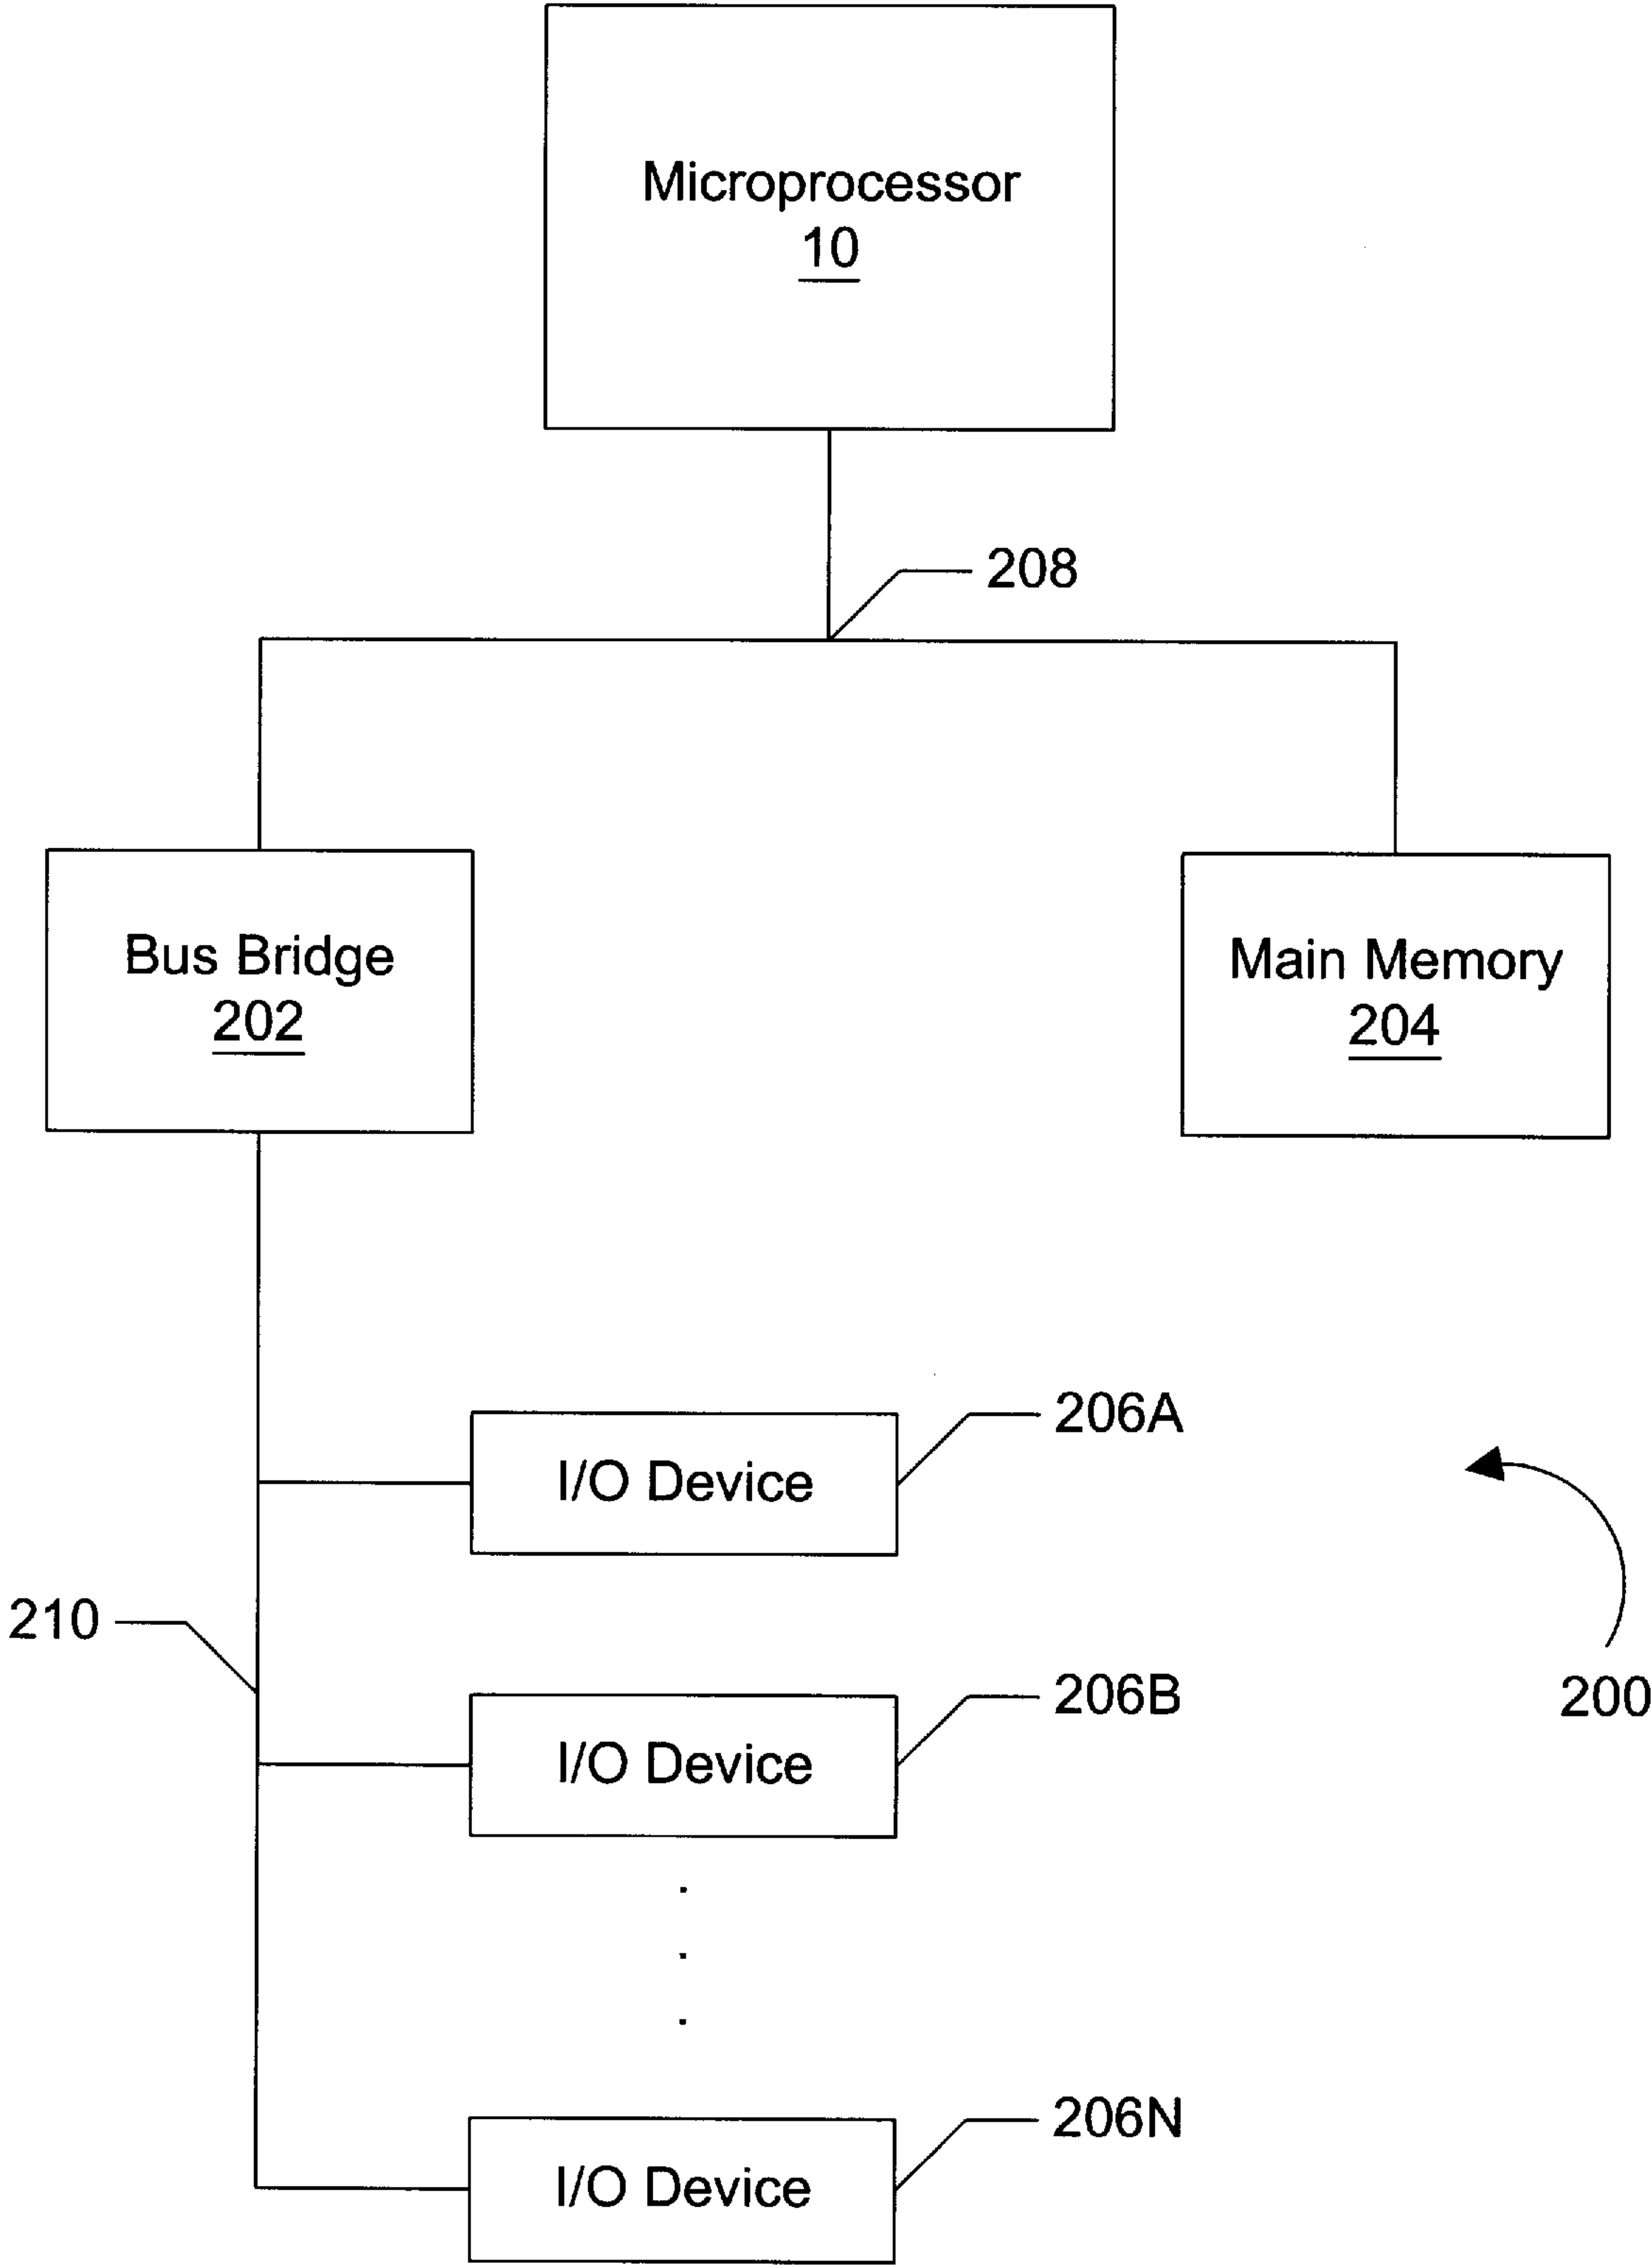 Microprocessor
10
208
Bus Bridge
202
Main Memory
204
206A
I/O Device
210
206B
200
I/O Device
206N
I/O Device